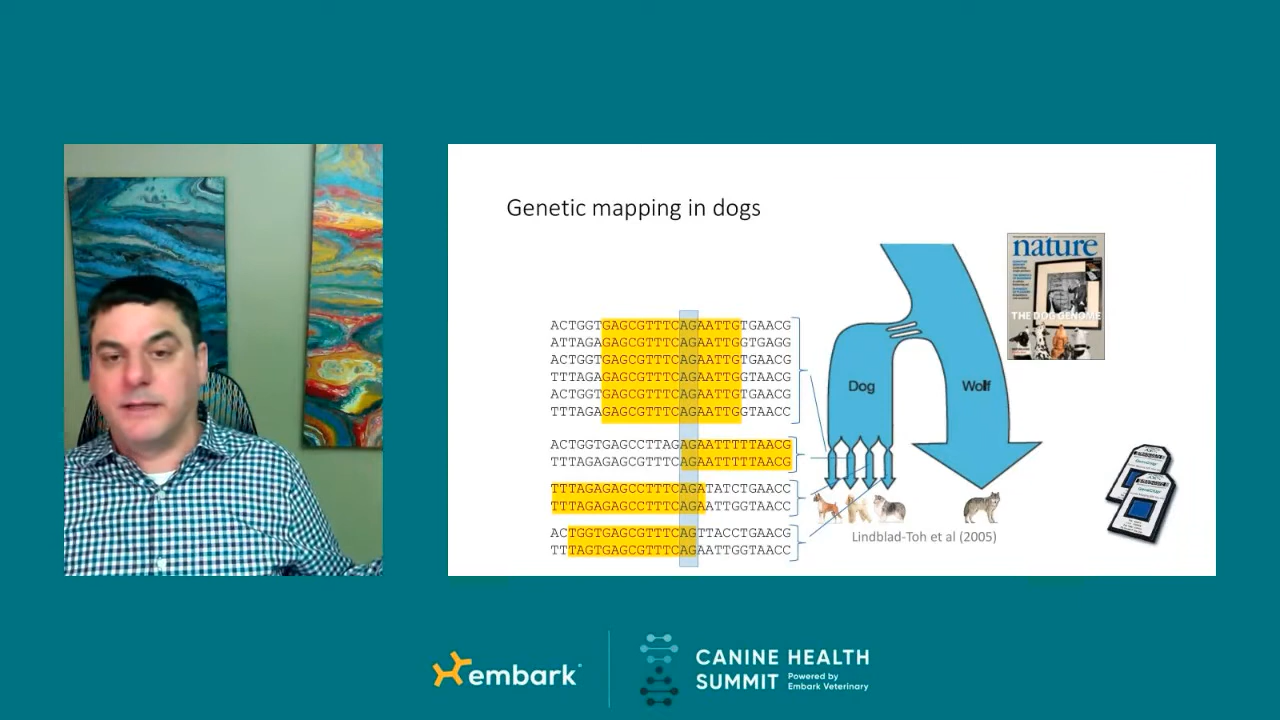 Genetic mapping in dogs
nature
THE DOG GENOME
ACTGGTGAGCGTTTCAGAATTGTGAACG
ATTAGAGAGCGTTTCAGAATTGGTGAGG
ACTGGTGAGCGTTTCAGAATTGTGAACG
TTTAGAGAGCGTTTCAGAATTGGTAACG
ACTGGTGAGCGTTTCAGAATTGTGAACG
TTTAGAGAGCGTTTCAGAATTGGTAACC
ACTGGTGAGCCTTAGAGAATTTTTAACG
TTTAGAGAGCGTTTCAGAATTTTTAACG
TTTAGAGAGCCTTTCAGATATCTGAACC
TTTAGAGAGCCTTTCAGAATTGGTAACC
ACTGGTGAGCGTTTCAGTTACCTGAACG
TTTAGTGAGCGTTTCAGAATTGGTAACC
Dog
Wolf
Lindblad-Toh et al (2005)
embark
CANINE HEALTH
SUMMIT
Powered by
Embark Veterinary